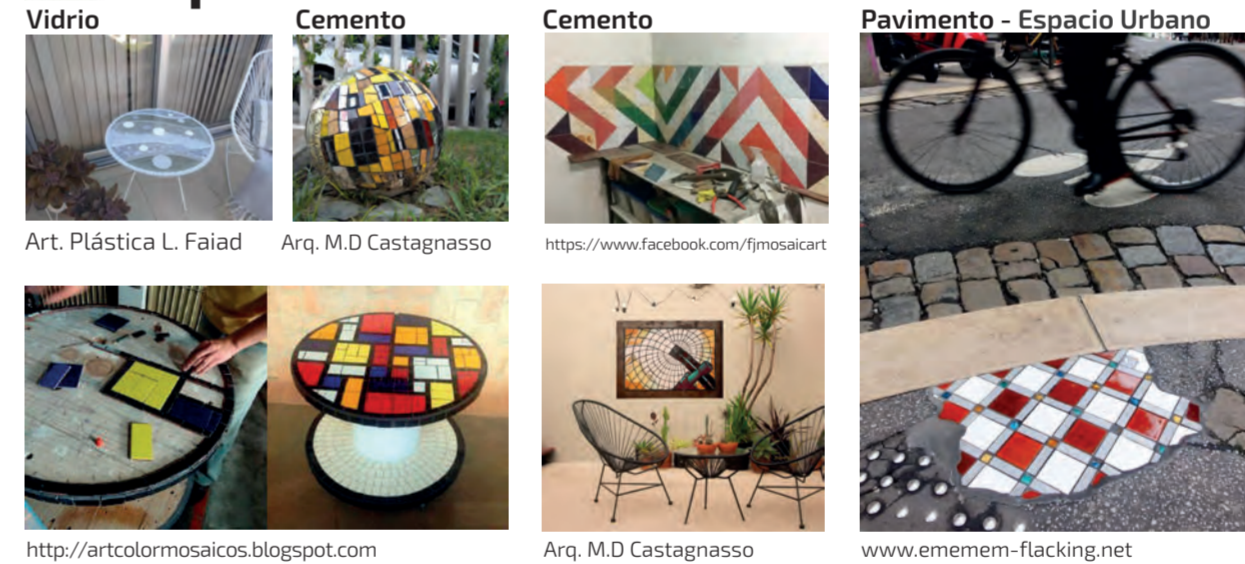 Vidrio
Cemento
Cemento
Pavimento - Espacio Urbano
Art. Plástica L. Faiad
Arq. M.D Castagnasso
https://www.facebook.com/fjmosaicart
http://artcolormosaicos.blogspot.com
Arq. M.D Castagnasso
www.ememem-flacking.net